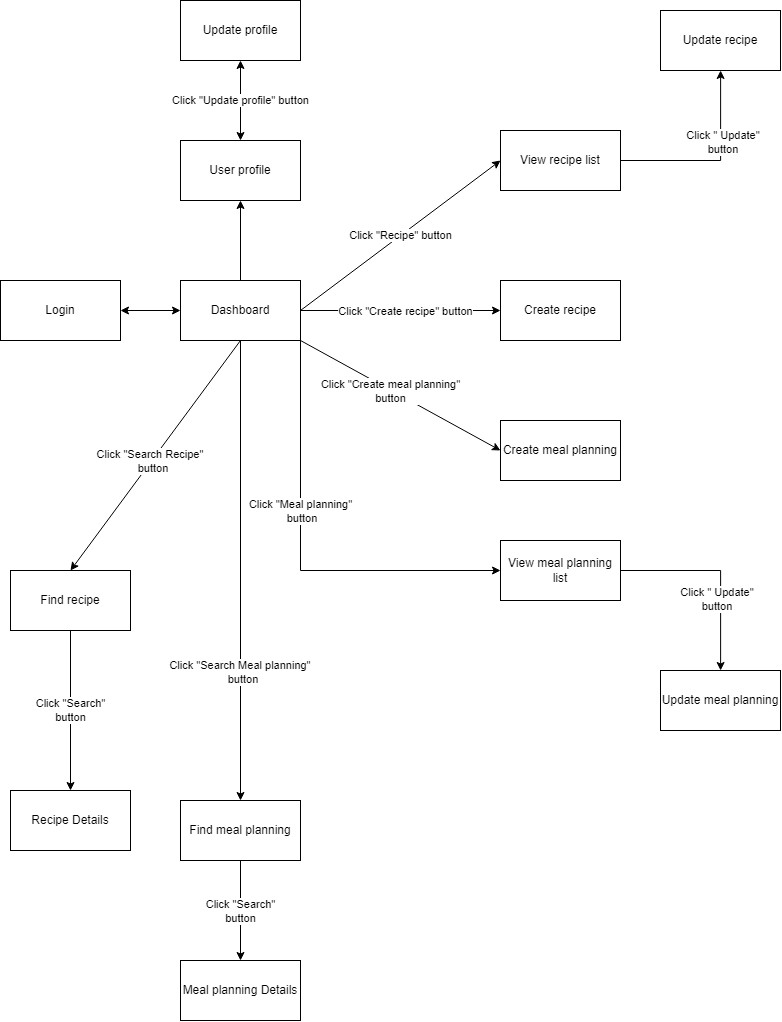 Update profile
Update recipe
Click "Update profile" button
Click " Update"
button
View recipe list
User profile
Click "Recipe" button
Login
Dashboard
Click "Create recipe" button
Create recipe
Click "Create meal planning"
button
Create meal planning
Click "Search Recipe"
button
Click "Meal planning"
button
View meal planning
list
Click " Update"
button
Find recipe
Click "Search Meal planning"
button
Update meal planning
Click "Search"
button
Recipe Details
Find meal planning
Click "Search"
button
Meal planning Details